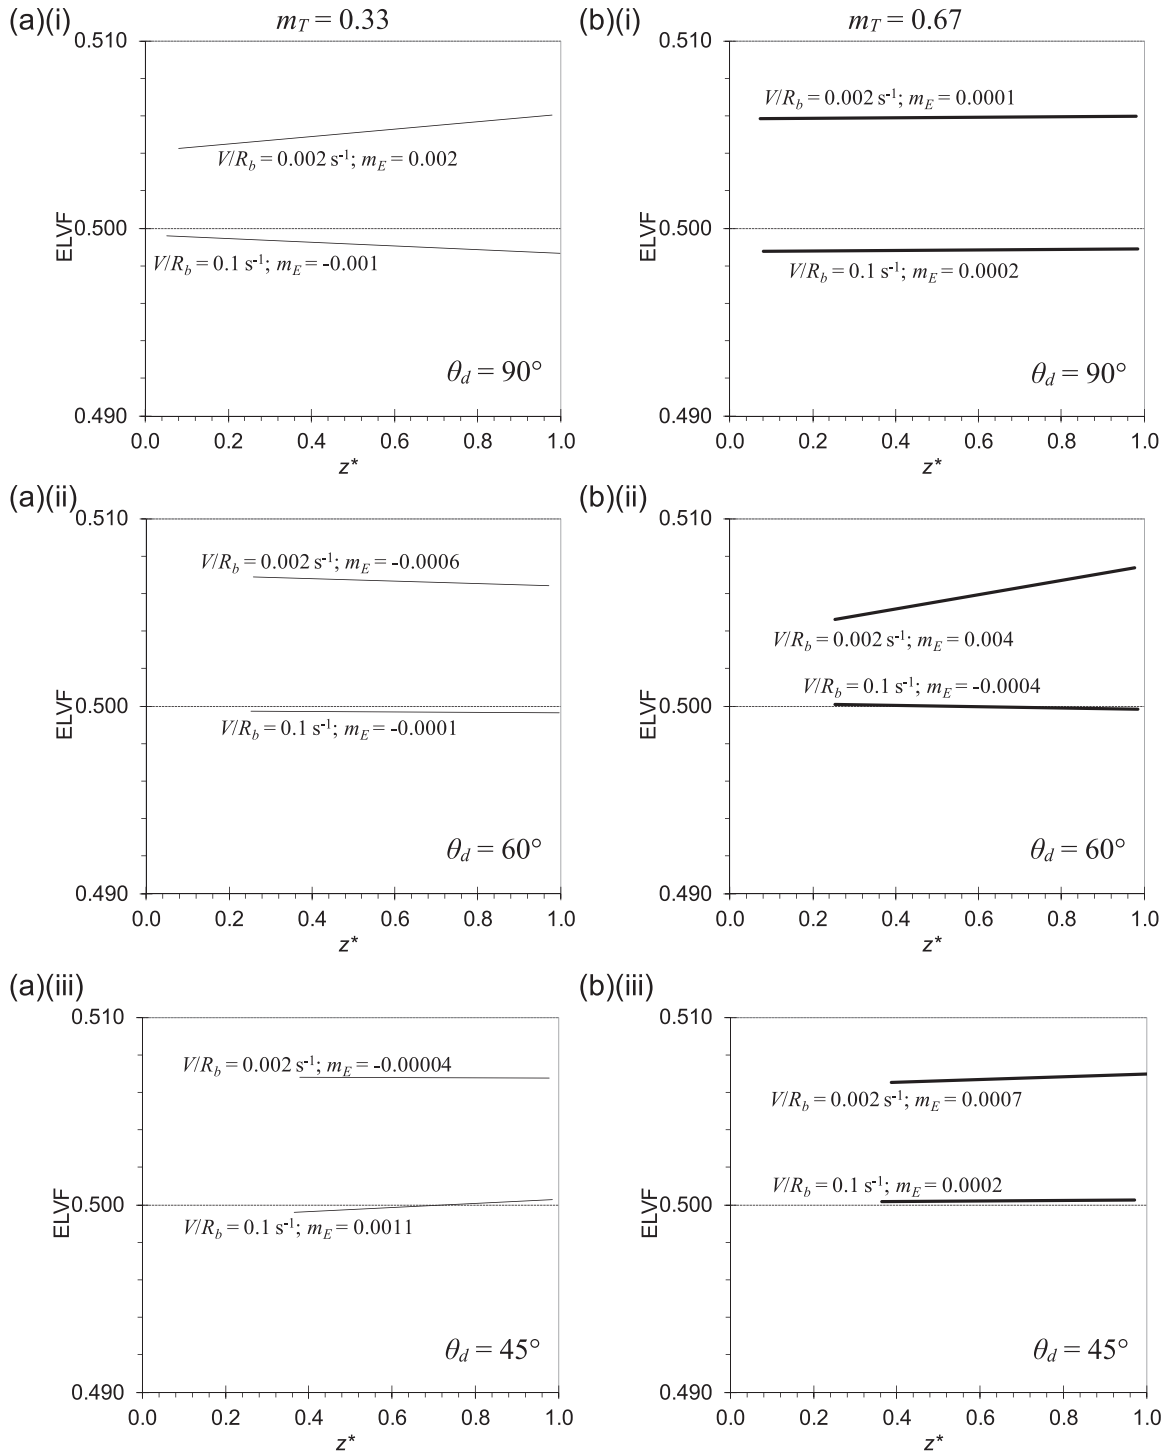 (a)(i)
m_T = 0.33
0.510
V/R_b = 0.002 s⁻¹; m_E = 0.002
ELVF
0.500
V/R_b = 0.1 s⁻¹; m_E = -0.001
θ_d = 90°
0.490
0.0 0.2 0.4 0.6 0.8 1.0
z*
(b)(i)
m_T = 0.67
0.510
V/R_b = 0.002 s⁻¹; m_E = 0.0001
ELVF
0.500
V/R_b = 0.1 s⁻¹; m_E = 0.0002
θ_d = 90°
0.490
0.0 0.2 0.4 0.6 0.8 1.0
z*
(a)(ii)
0.510
V/R_b = 0.002 s⁻¹; m_E = -0.0006
ELVF
0.500
V/R_b = 0.1 s⁻¹; m_E = -0.0001
θ_d = 60°
0.490
0.0 0.2 0.4 0.6 0.8 1.0
z*
(b)(ii)
0.510
V/R_b = 0.002 s⁻¹; m_E = 0.004
V/R_b = 0.1 s⁻¹; m_E = -0.0004
ELVF
0.500
θ_d = 60°
0.490
0.0 0.2 0.4 0.6 0.8 1.0
z*
(a)(iii)
0.510
V/R_b = 0.002 s⁻¹; m_E = -0.00004
ELVF
0.500
V/R_b = 0.1 s⁻¹; m_E = 0.0011
θ_d = 45°
0.490
0.0 0.2 0.4 0.6 0.8 1.0
z*
(b)(iii)
0.510
V/R_b = 0.002 s⁻¹; m_E = 0.0007
V/R_b = 0.1 s⁻¹; m_E = 0.0002
ELVF
0.500
θ_d = 45°
0.490
0.0 0.2 0.4 0.6 0.8 1.0
z*